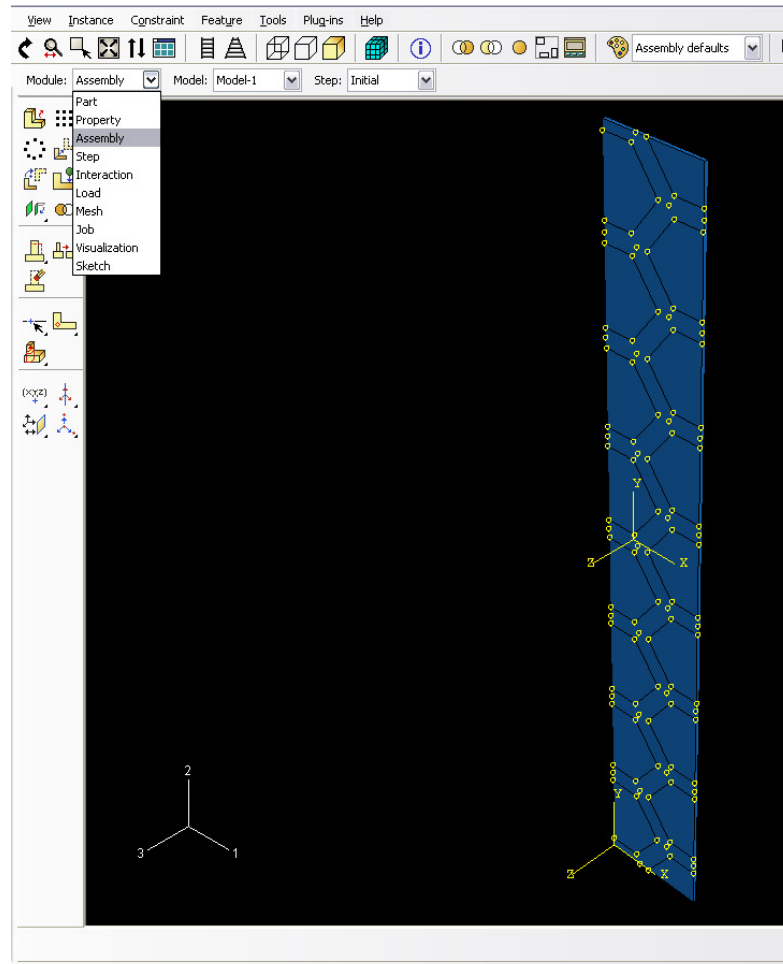 View Instance Constraint Feature Tools Plug-ins Help
Assembly defaults
Module: Assembly Model: Model-1 Step: Initial
Part
Property
Assembly
Step
Interaction
Load
Mesh
Job
Visualization
Sketch
(XYZ)
Y
Z X
2
3 1
Y
Z X